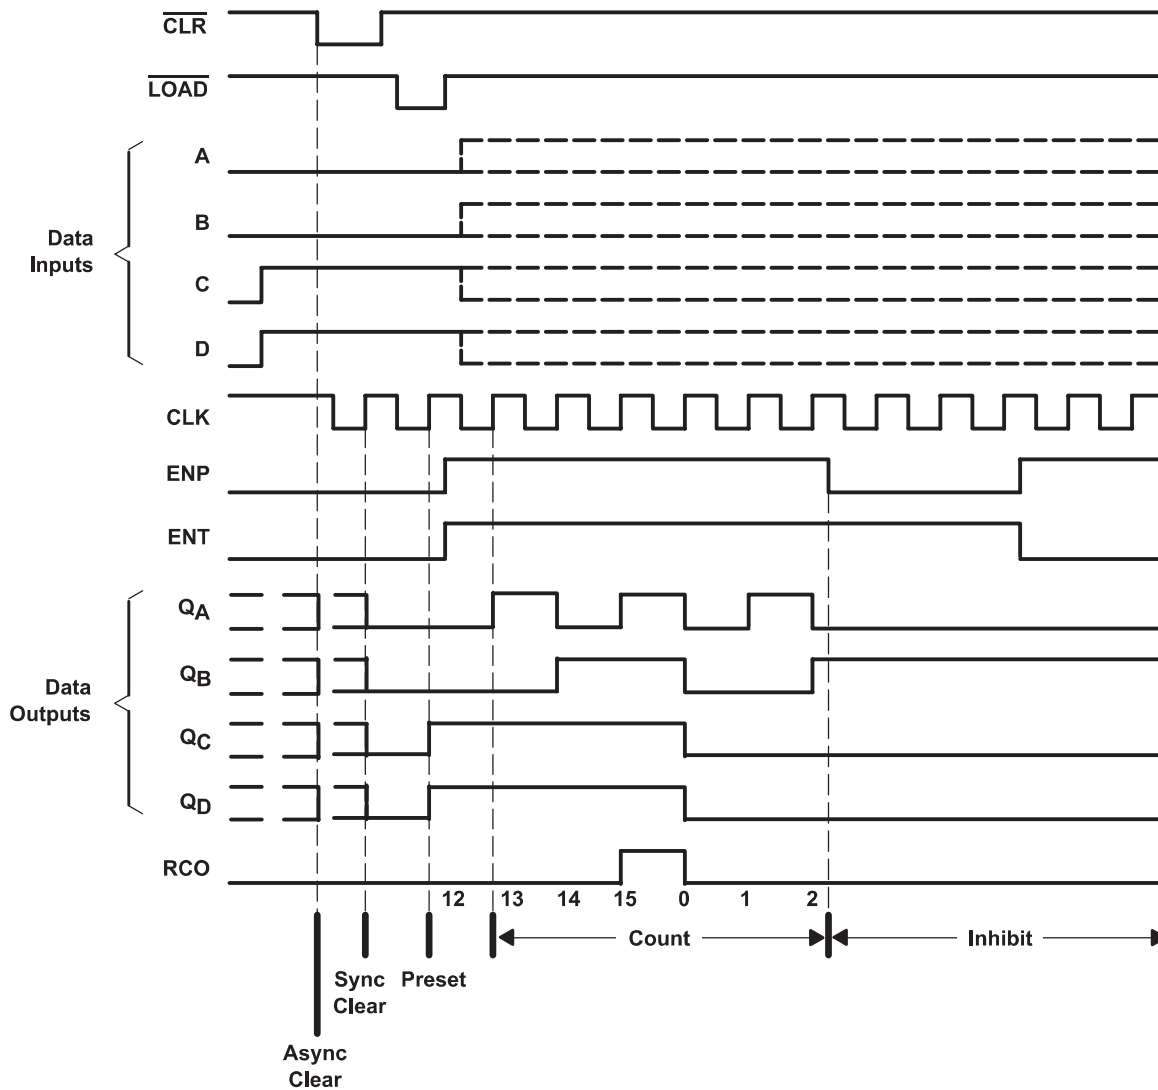 CLR
LOAD
A
B
Data
Inputs
C
D
CLK
ENP
ENT
QA
QB
Data
Outputs
QC
QD
RCO
12 13 14 15 0 1 2
Count Inhibit
Sync Preset
Clear
Async
Clear